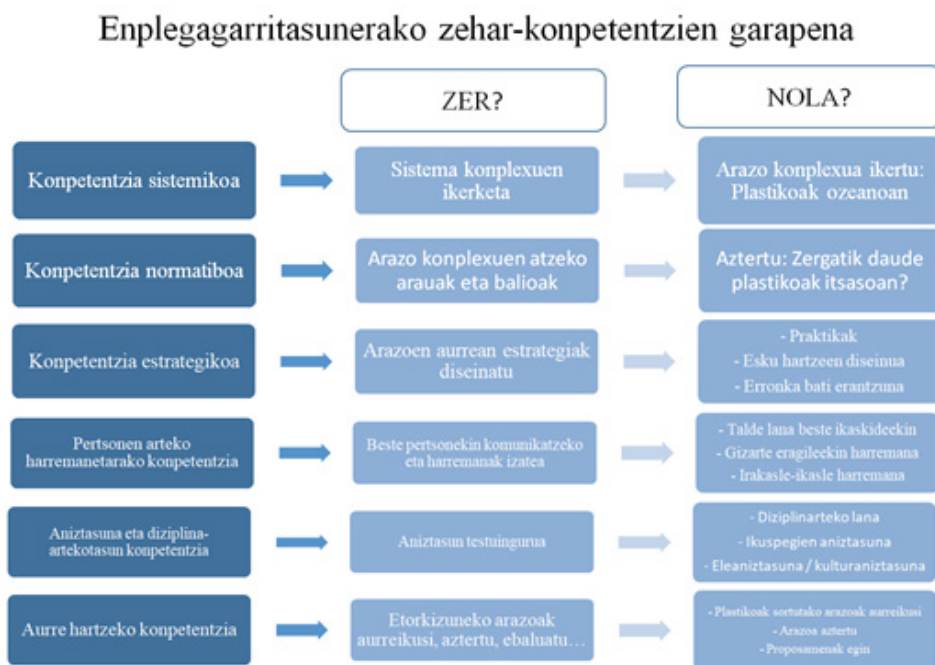 Enplegagarritasunerako zehar-konpetentzien garapena
ZER?
NOLA?
Konpetentzia sistemikoa
Sistema konplexuen
ikerketa
Arazo konplexua ikertu:
Plastikoak ozeanoan
Konpetentzia normatiboa
Arazo konplexuen atzeko
arauak eta balioak
Aztertu: Zergatik daude
plastikoak itsasoan?
Konpetentzia estrategikoa
Arazoen aurrean estrategiak
diseinatu
- Praktikak
- Esku hartzeen diseinua
- Erronka bati erantzuna
Pertsonen arteko
harremanetarako konpetentzia
Beste pertsonekin komunikatzeko
eta harremanak izatea
- Talde lana beste ikaskideekin
- Gizarte eragileekin harremana
- Irakasle-ikasle harremana
Aniztasuna eta diziplina-
artekotasun konpetentzia
Aniztasun testuingurua
- Diziplinarteko lana
- Ikuspegien aniztasuna
- Eleaniztasuna / kulturaniztasuna
Aurre hartzeko konpetentzia
Etorkizuneko arazoak
aurreikusi, aztertu, ebaluatu…
- Plastikoak sortutako arazoak aurreikusi
- Arazoa aztertu
- Proposamenak egin